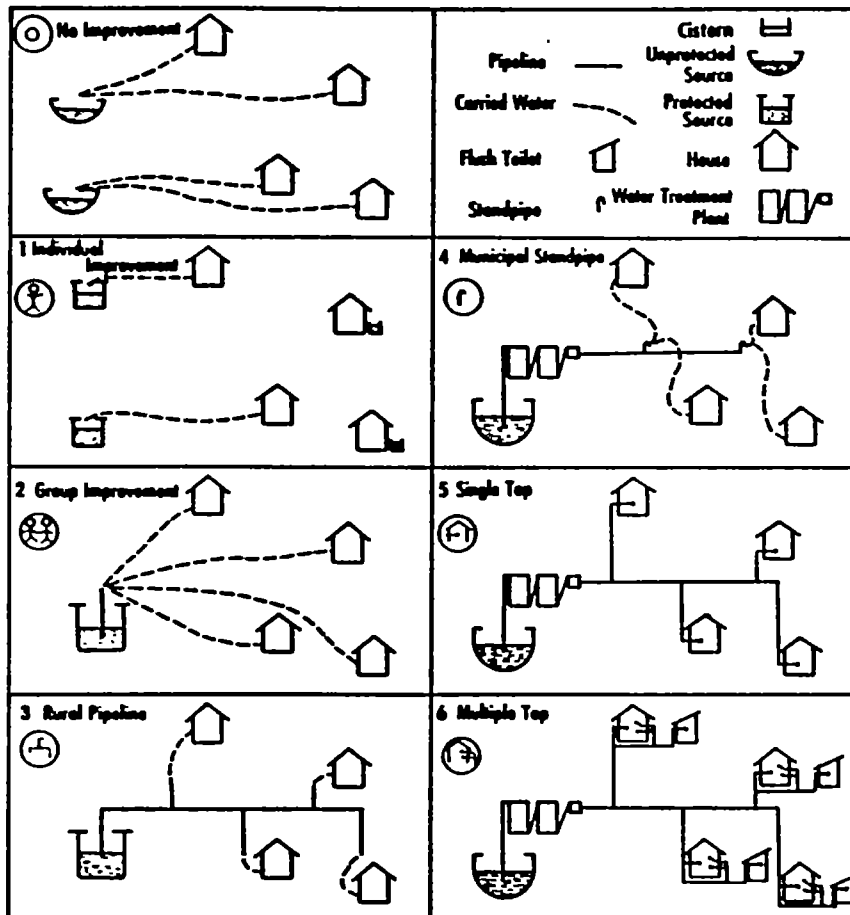 No Improvement
Pipeline
Carried Water
Flush Toilet
Standpipe
Cistern
Unprotected
Source
Protected
Source
House
Water Treatment
Plant
1 Individual
Improvement
4 Municipal Standpipe
2 Group Improvement
5 Single Tap
3 Rural Pipeline
6 Multiple Tap